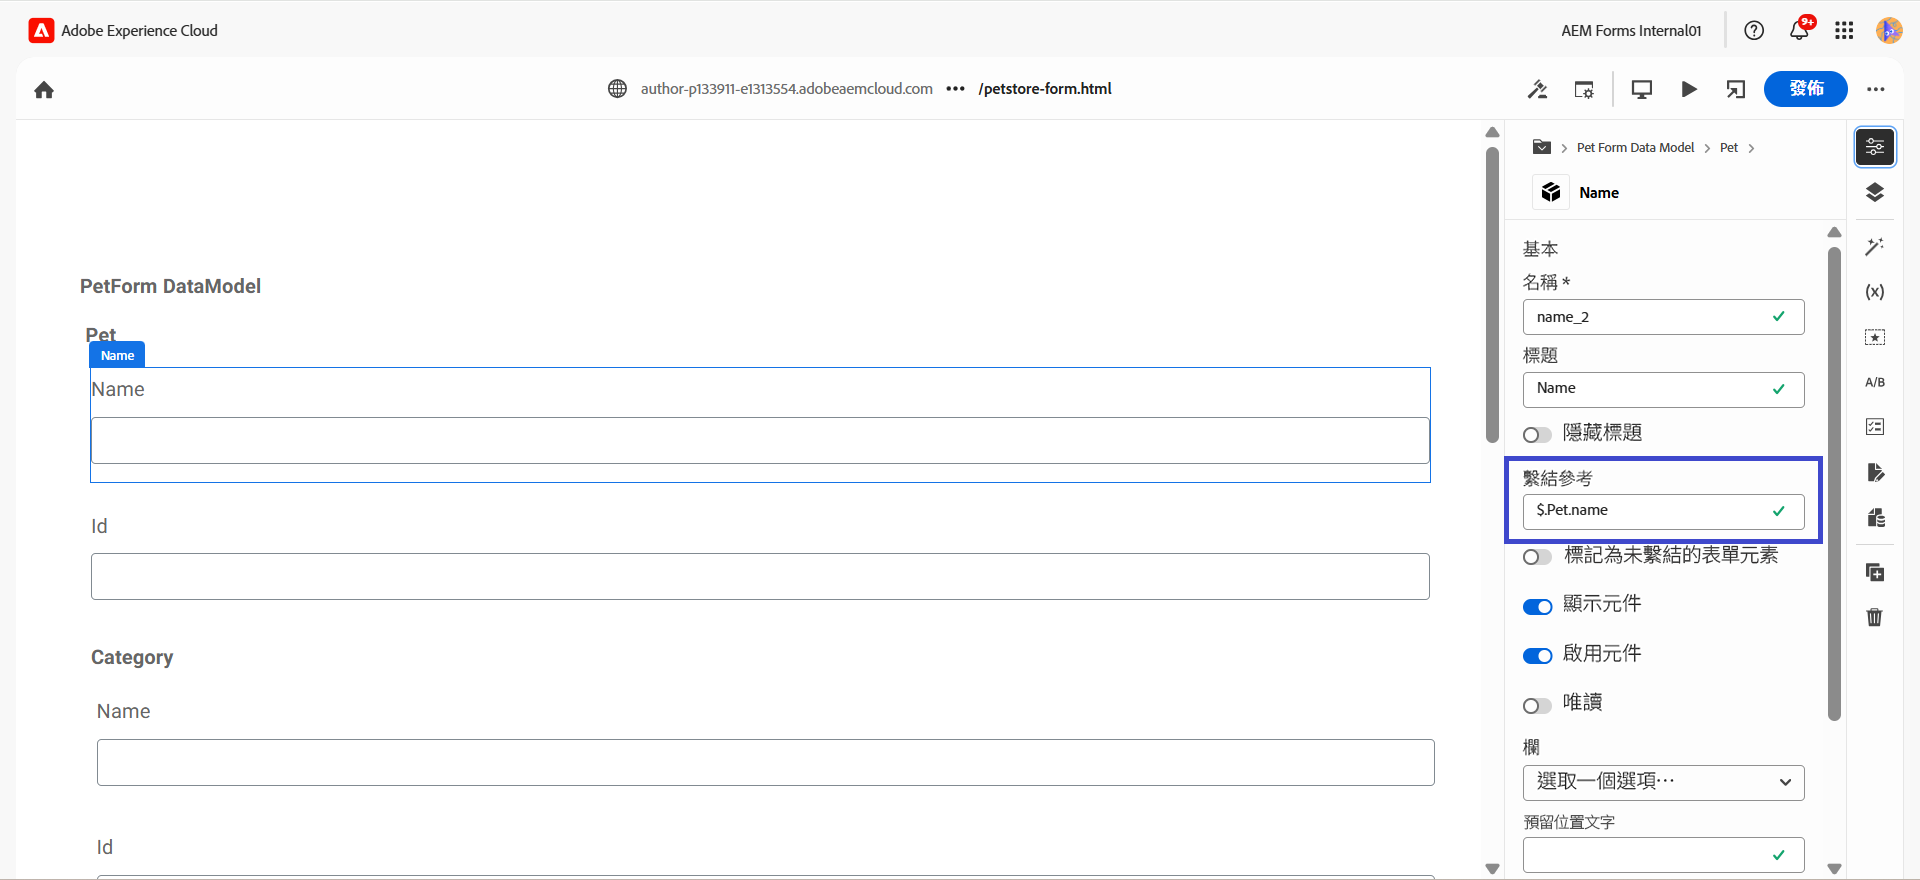 Adobe Experience Cloud
AEM Forms Internal01
9+
author-p133911-e1313554.adobeaemcloud.com ••• /petstore-form.html
發佈
Pet Form Data Model > Pet >
Name
PetForm DataModel
Pet
Name
Name
Id
Category
Name
Id
基本
名稱 *
name_2
標題
Name
隱藏標題
繫結參考
$.Pet.name
標記為未繫結的表單元素
顯示元件
啟用元件
唯讀
欄
選取一個選項…
預留位置文字
(x)
A/B